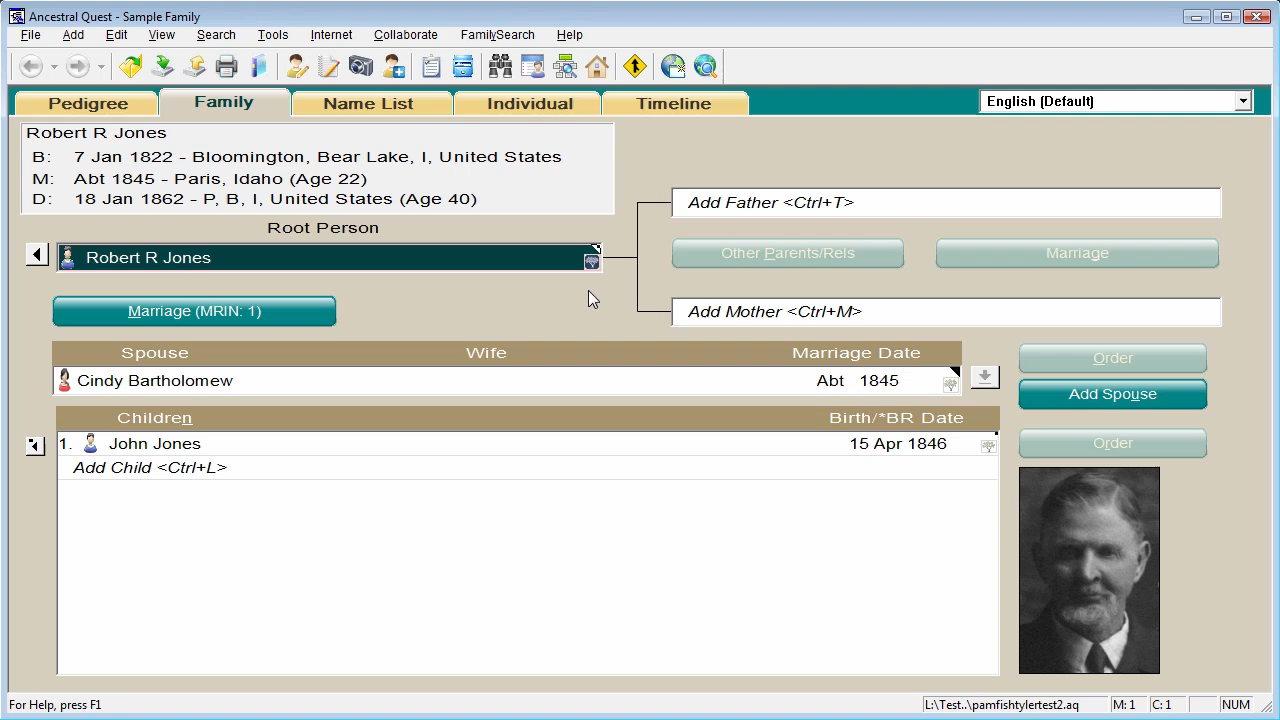 Ancestral Quest - Sample Family
File Add Edit View Search Tools Internet Collaborate FamilySearch Help
Pedigree Family Name List Individual Timeline English (Default)
Robert R Jones
B: 7 Jan 1822 - Bloomington, Bear Lake, I, United States
M: Abt 1845 - Paris, Idaho (Age 22)
D: 18 Jan 1862 - P, B, I, United States (Age 40)
Add Father <Ctrl+T>
Root Person
Robert R Jones
Other Parents/Rels Marriage
Marriage (MRIN: 1)
Add Mother <Ctrl+M>
Spouse Wife Marriage Date
Order
Cindy Bartholomew Abt 1845
Add Spouse
Children Birth/*BR Date
1. John Jones 15 Apr 1846
Order
Add Child <Ctrl+L>
For Help, press F1 L:\Test..\pamfishtylertest2.aq M: 1 C: 1 NUM